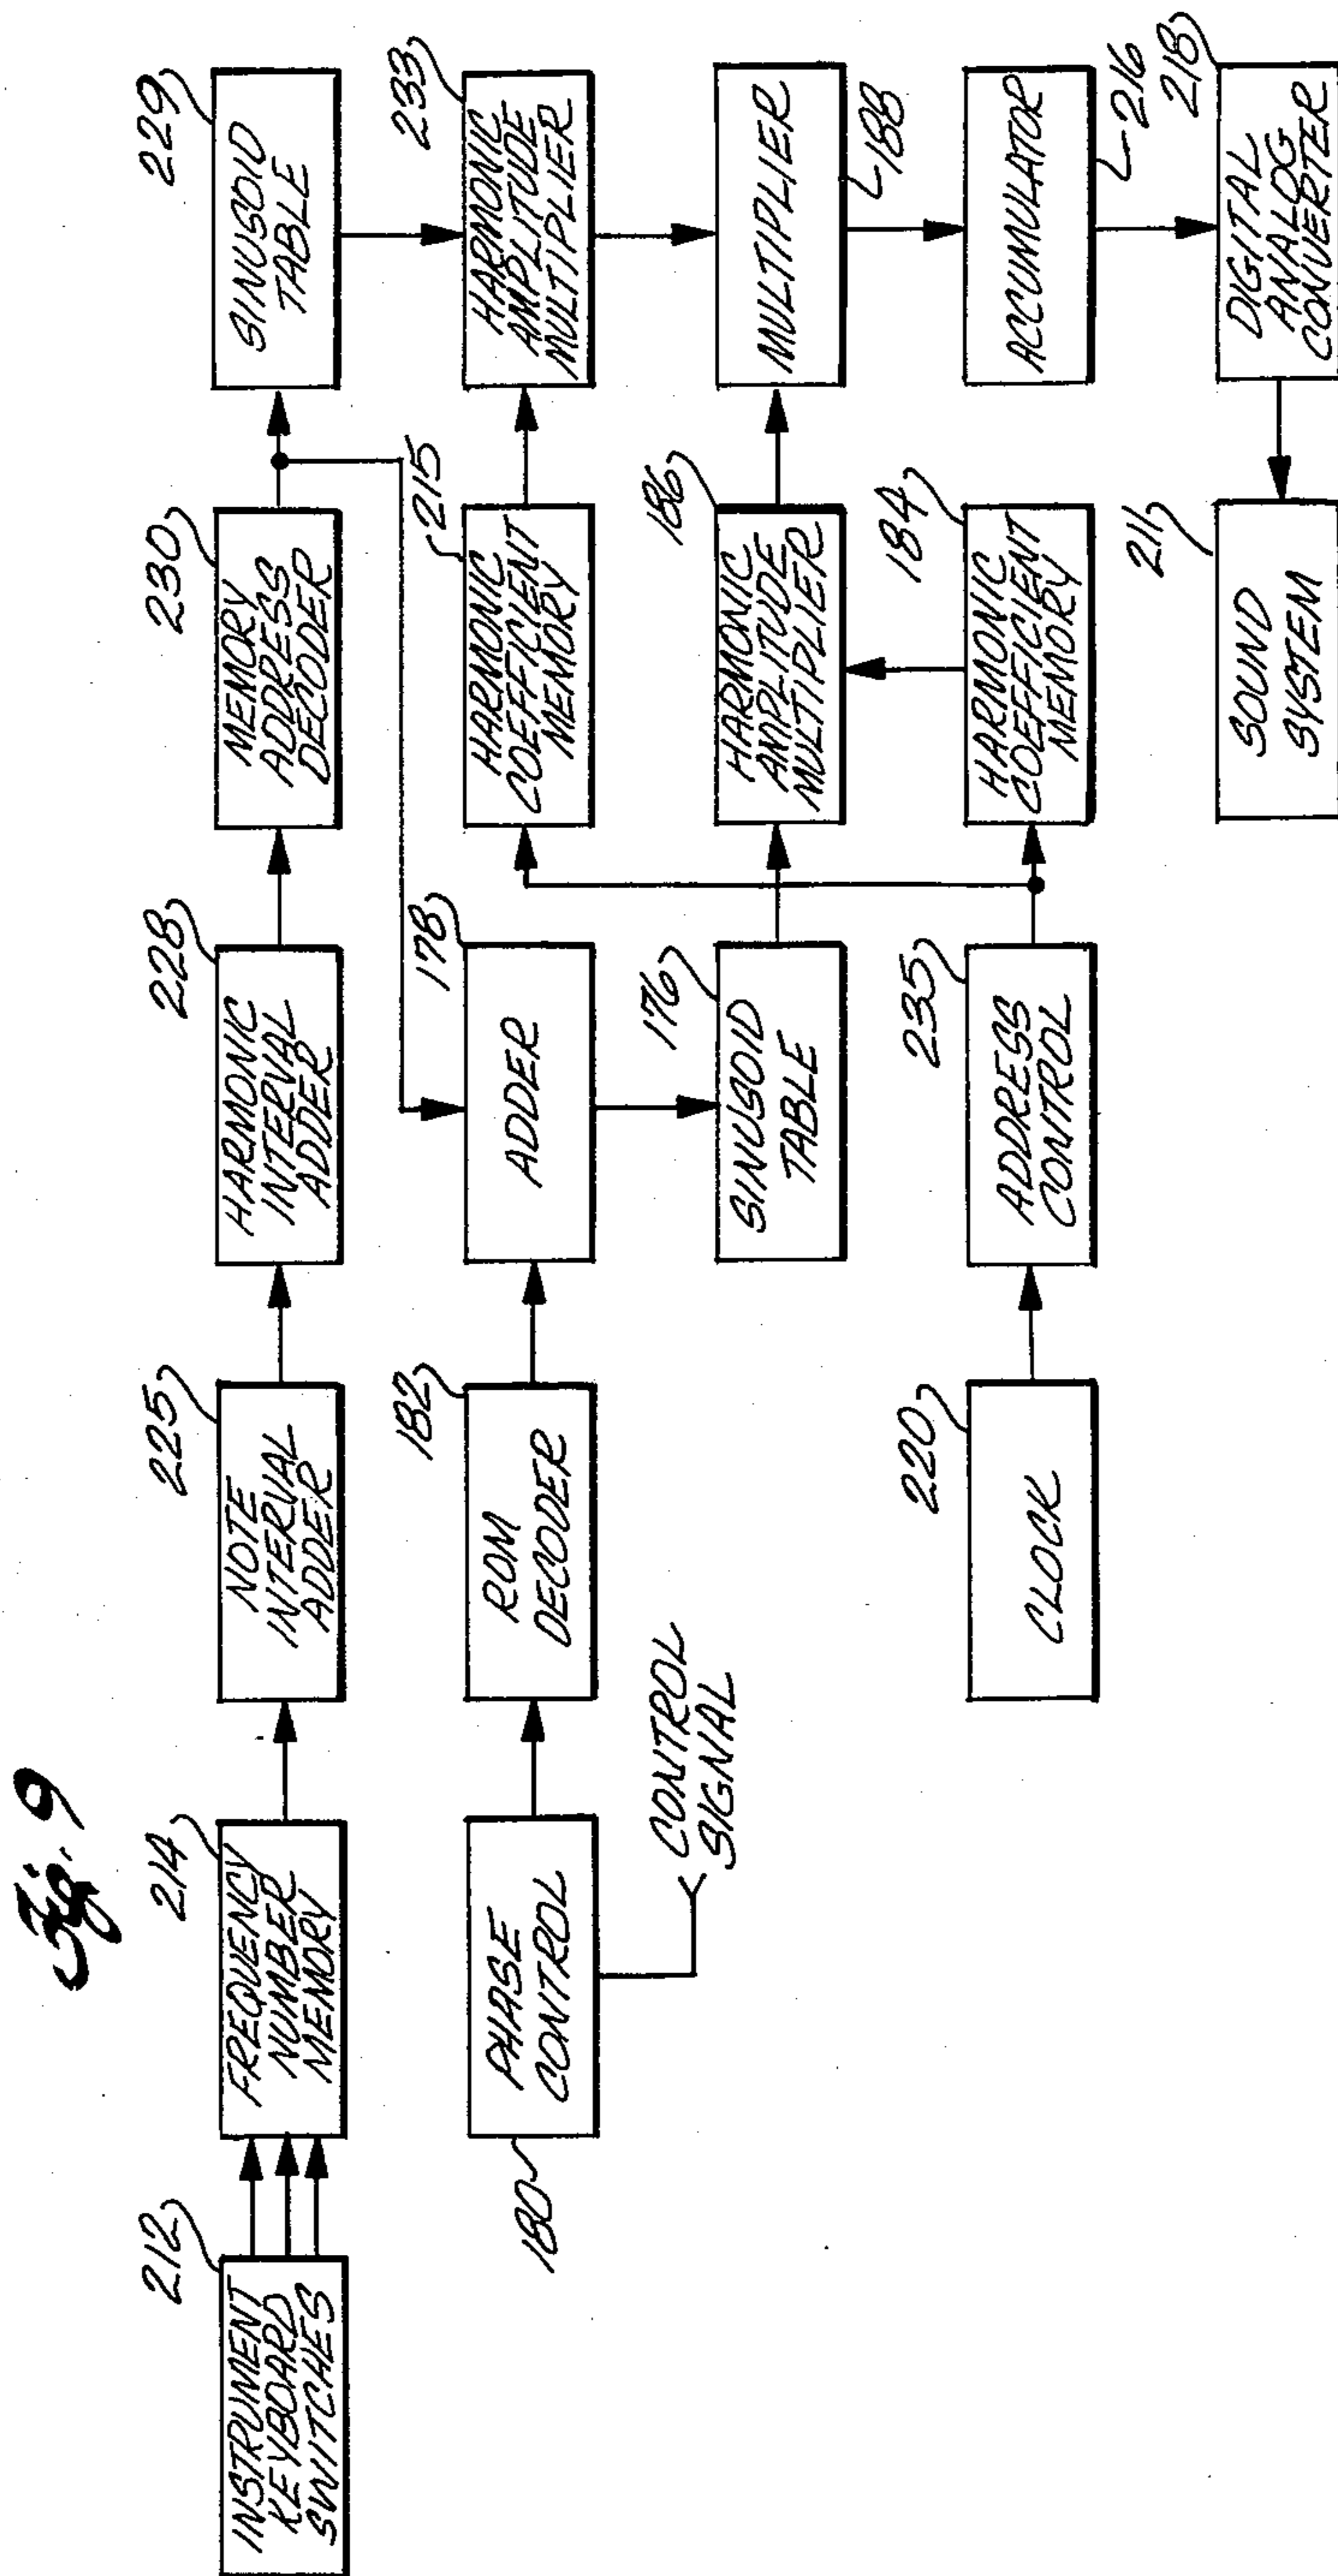 Fig. 9
212
INSTRUMENT
KEYBOARD
SWITCHES
214
FREQUENCY
NUMBER
MEMORY
225
NOTE
INTERVAL
ADDER
228
HARMONIC
INTERVAL
ADDER
230
MEMORY
ADDRESS
DECODER
229
SINUSOID
TABLE
180
PHASE
CONTROL
CONTROL
SIGNAL
182
ROM
DECODER
178
ADDER
215
HARMONIC
COEFFICIENT
MEMORY
233
HARMONIC
AMPLITUDE
MULTIPLIER
176
SINUSOID
TABLE
186
HARMONIC
AMPLITUDE
MULTIPLIER
MULTIPLIER
188
220
CLOCK
235
ADDRESS
CONTROL
184
HARMONIC
COEFFICIENT
MEMORY
ACCUMULATOR
216
211
SOUND
SYSTEM
218
DIGITAL
ANALOG
CONVERTER